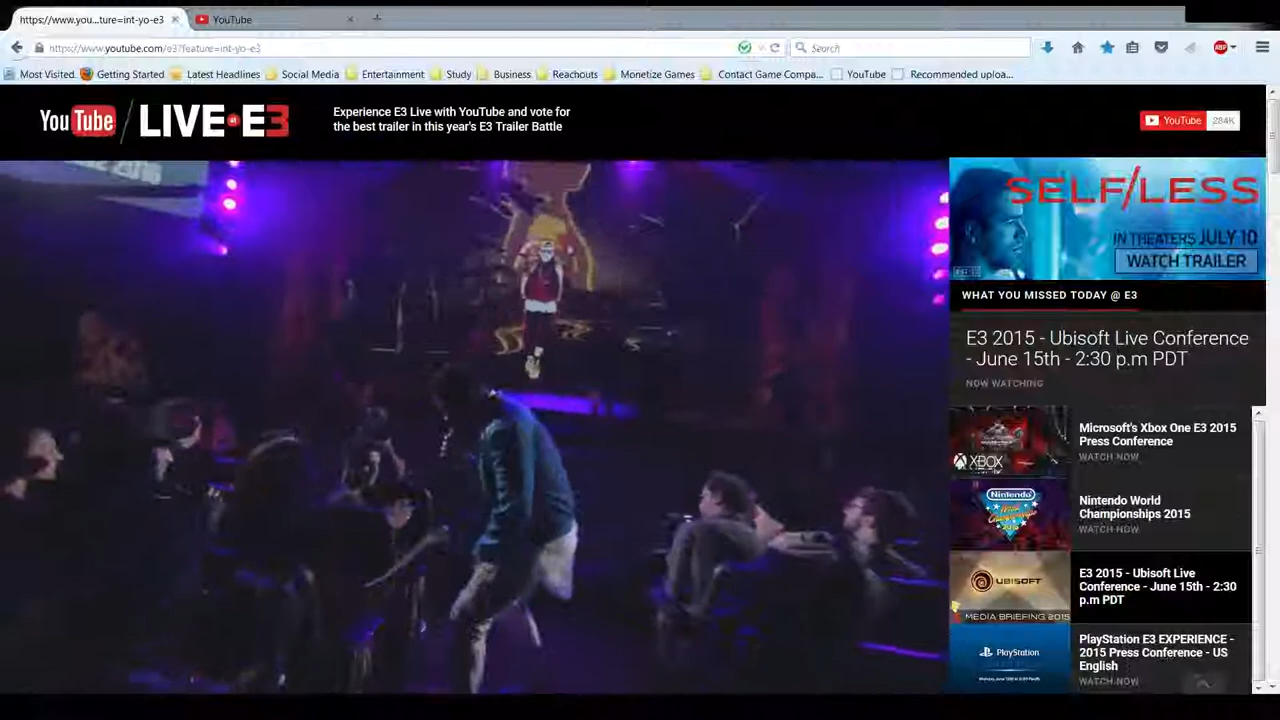 https://www.you...ture=int-yo-e3
YouTube
https://www.youtube.com/e3?feature=int-yo-e3
Search
ABP
Most Visited
Getting Started
Latest Headlines
Social Media
Entertainment
Study
Business
Reachouts
Monetize Games
Contact Game Compa...
YouTube
Recommended uploa...
YouTube
LIVE at E3
Experience E3 Live with YouTube and vote for
the best trailer in this year's E3 Trailer Battle
YouTube
284K
SELF/LESS
IN THEATERS JULY 10
WATCH TRAILER
WHAT YOU MISSED TODAY @ E3
E3 2015 - Ubisoft Live Conference
- June 15th - 2:30 p.m PDT
NOW WATCHING
XBOX
Microsoft's Xbox One E3 2015
Press Conference
WATCH NOW
Nintendo
World
Championships
2015
Nintendo World
Championships 2015
WATCH NOW
UBISOFT
MEDIA BRIEFING 2015
E3 2015 - Ubisoft Live
Conference - June 15th - 2:30
p.m PDT
PlayStation
PlayStation E3 EXPERIENCE -
2015 Press Conference - US
English
WATCH NOW